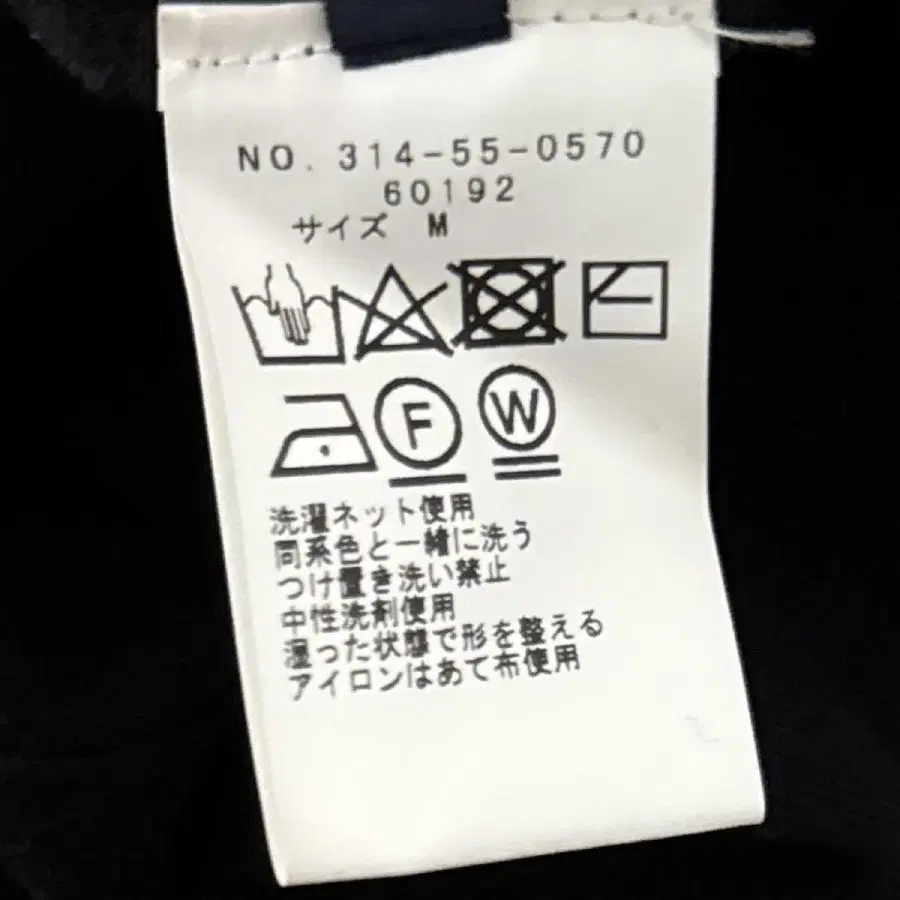 NO. 314-55-0570
60192
サイズ M
F W
洗濯ネット使用
同系色と一緒に洗う
つけ置き洗い禁止
中性洗剤使用
湿った状態で形を整える
アイロンはあて布使用